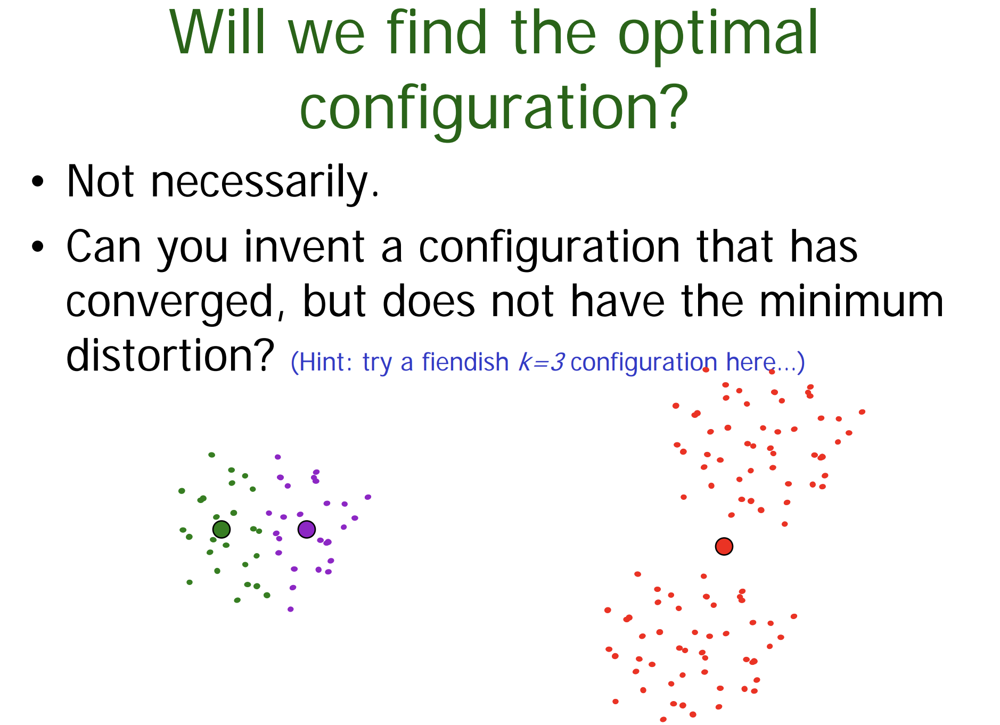 Will we find the optimal
configuration?
• Not necessarily.
• Can you invent a configuration that has
converged, but does not have the minimum
distortion? (Hint: try a fiendish k=3 configuration here…)